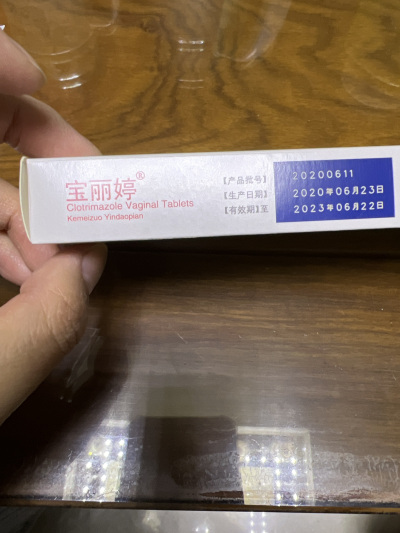 宝丽婷®
Clotrimazole Vaginal Tablets
Kemeizuo Yindaopian
【产品批号】 20200611
【生产日期】 2020年06月23日
【有效期】至 2023年06月22日